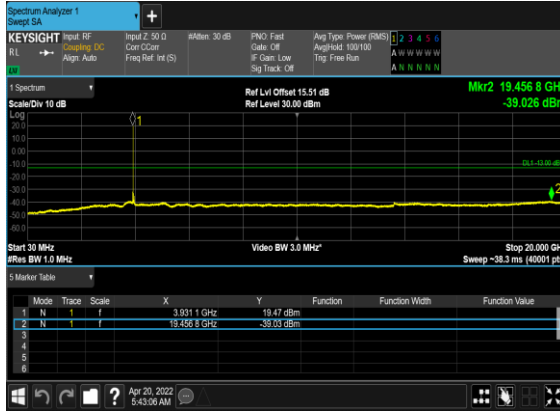 Spectrum Analyzer 1
Swept SA
+
KEYSIGHT Input: RF Input Z: 50 Ω #Atten: 30 dB PNO: Fast Avg Type: Power (RMS) 1 2 3 4 5 6
RL Coupling: DC Corr CCorr Gate: Off Avg|Hold: 100/100 A W W W W W
Align: Auto Freq Ref: Int (S) IF Gain: Low Trig: Free Run
Sig Track: Off A N N N N N
1 Spectrum Ref Lvl Offset 15.51 dB Mkr2 19.456 8 GH
Scale/Div 10 dB Ref Level 30.00 dBm -39.026 dBm
Log
20.0
10.0
0.00
-10.0
DL1 -13.00 dB
-20.0
-30.0
-40.0
-50.0
-60.0
1
2
Start 30 MHz Video BW 3.0 MHz* Stop 20.000 GH
#Res BW 1.0 MHz Sweep ~38.3 ms (40001 pts
5 Marker Table
Mode Trace Scale X Y Function Function Width Function Value
1 N 1 f 3.931 1 GHz 19.47 dBm
2 N 1 f 19.456 8 GHz -39.03 dBm
3
4
5
6
? Apr 20, 2022
5:43:06 AM